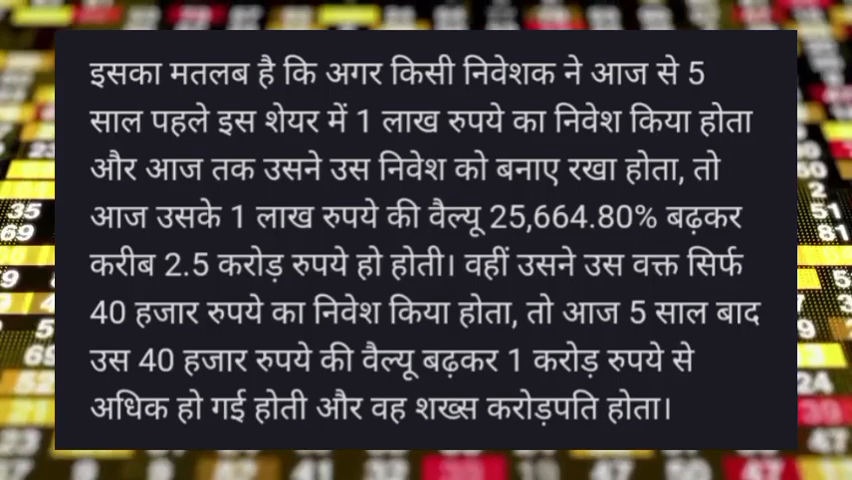 इसका मतलब है कि अगर किसी निवेशक ने आज से 5
साल पहले इस शेयर में 1 लाख रुपये का निवेश किया होता
और आज तक उसने उस निवेश को बनाए रखा होता, तो
आज उसके 1 लाख रुपये की वैल्यू 25,664.80% बढ़कर
करीब 2.5 करोड़ रुपये हो होती। वहीं उसने उस वक्त सिर्फ
40 हजार रुपये का निवेश किया होता, तो आज 5 साल बाद
उस 40 हजार रुपये की वैल्यू बढ़कर 1 करोड़ रुपये से
अधिक हो गई होती और वह शख्स करोड़पति होता।